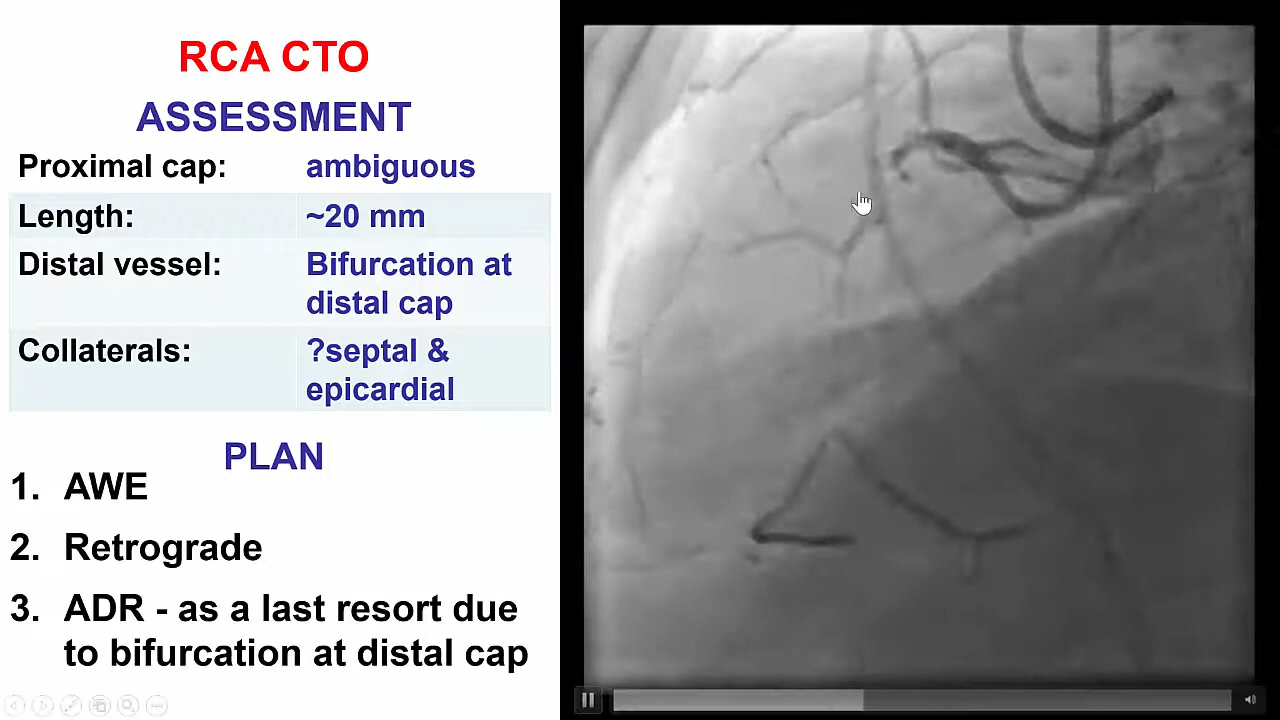 RCA CTO
ASSESSMENT
Proximal cap: ambiguous
Length: ~20 mm
Distal vessel: Bifurcation at
distal cap
Collaterals: ?septal &
epicardial
PLAN
1. AWE
2. Retrograde
3. ADR - as a last resort due
to bifurcation at distal cap